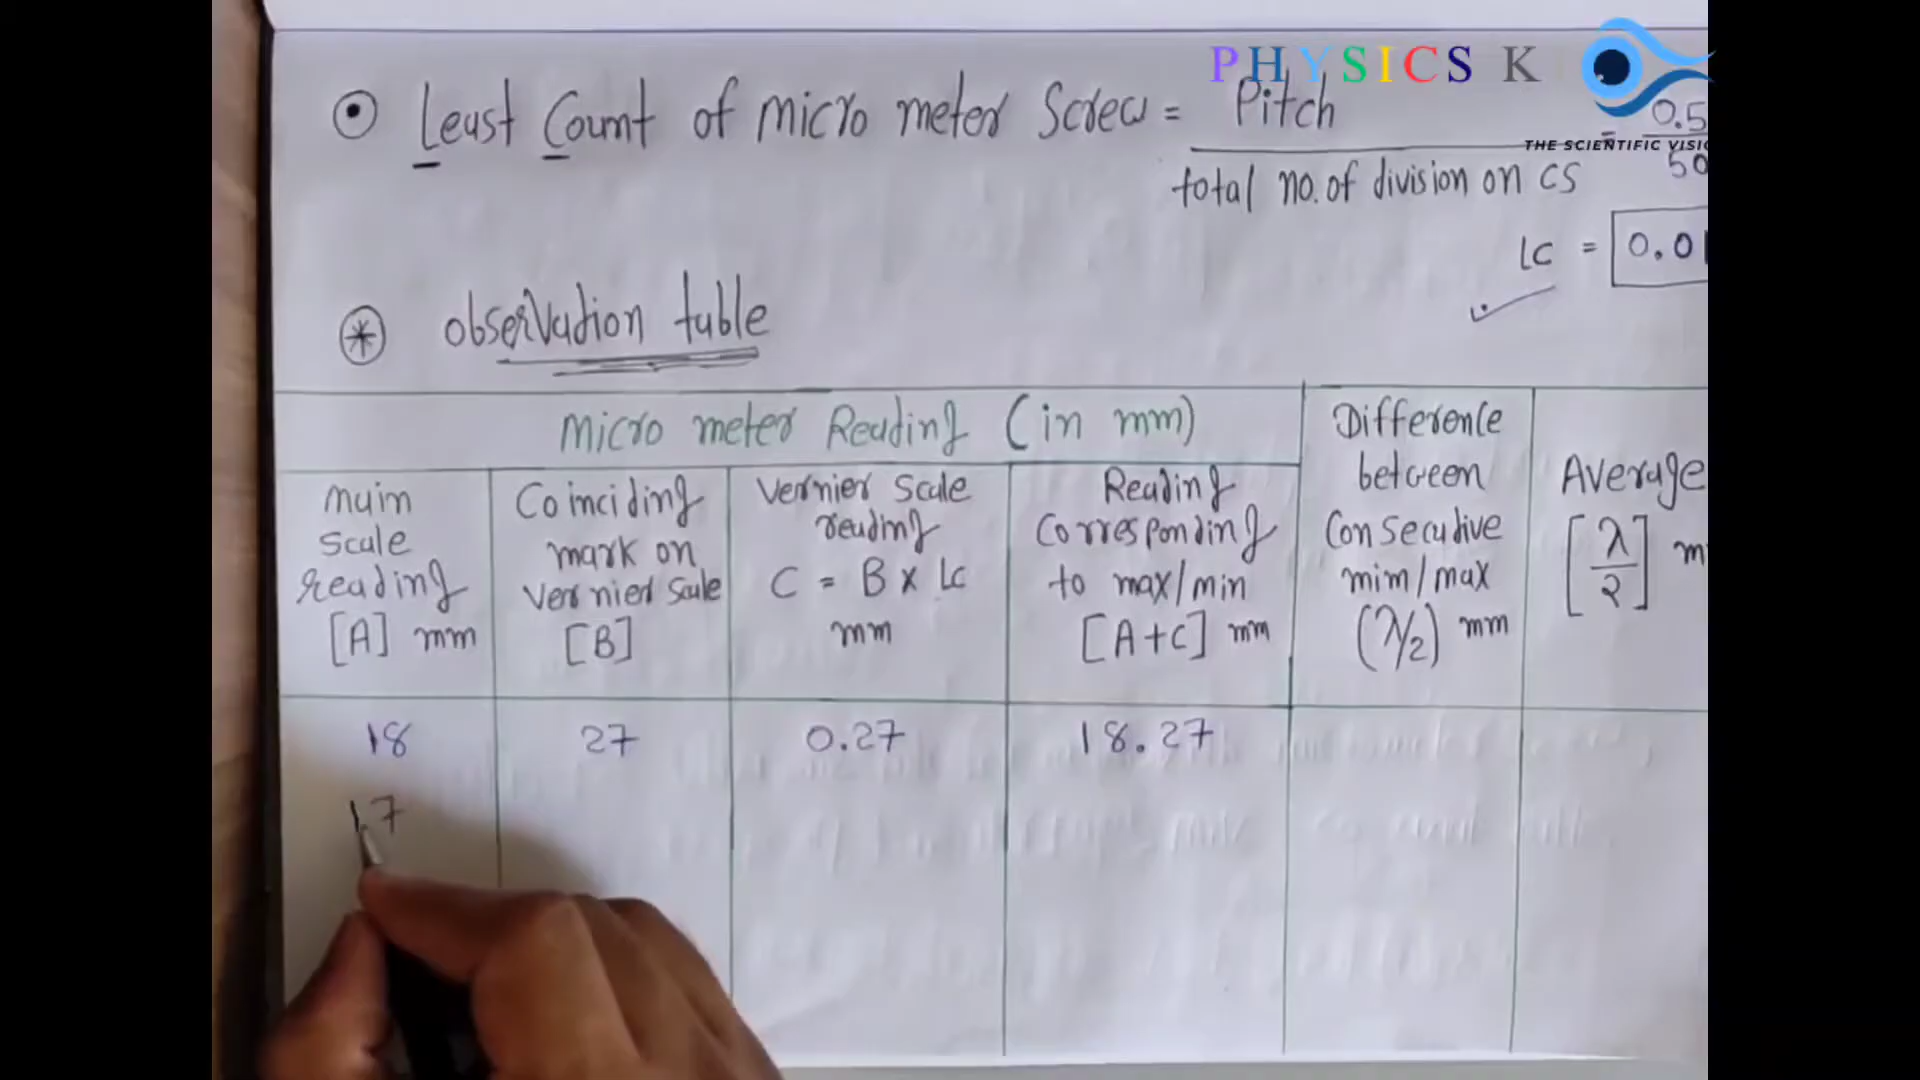 PHYSICS K
THE SCIENTIFIC VISIO
Least Count of micro meter Screw = Pitch = 0.5
total no. of division on CS 50
LC = 0.01
observation table
Micro meter Reading (in mm)
main scale reading [A] mm
Coinciding mark on vernier scale [B]
Vernier Scale reading C = B x LC mm
Reading Corresponding to max/min [A+C] mm
Difference between Consecutive mim/max (λ/2) mm
Average [λ/2] m
18 27 0.27 18.27
17